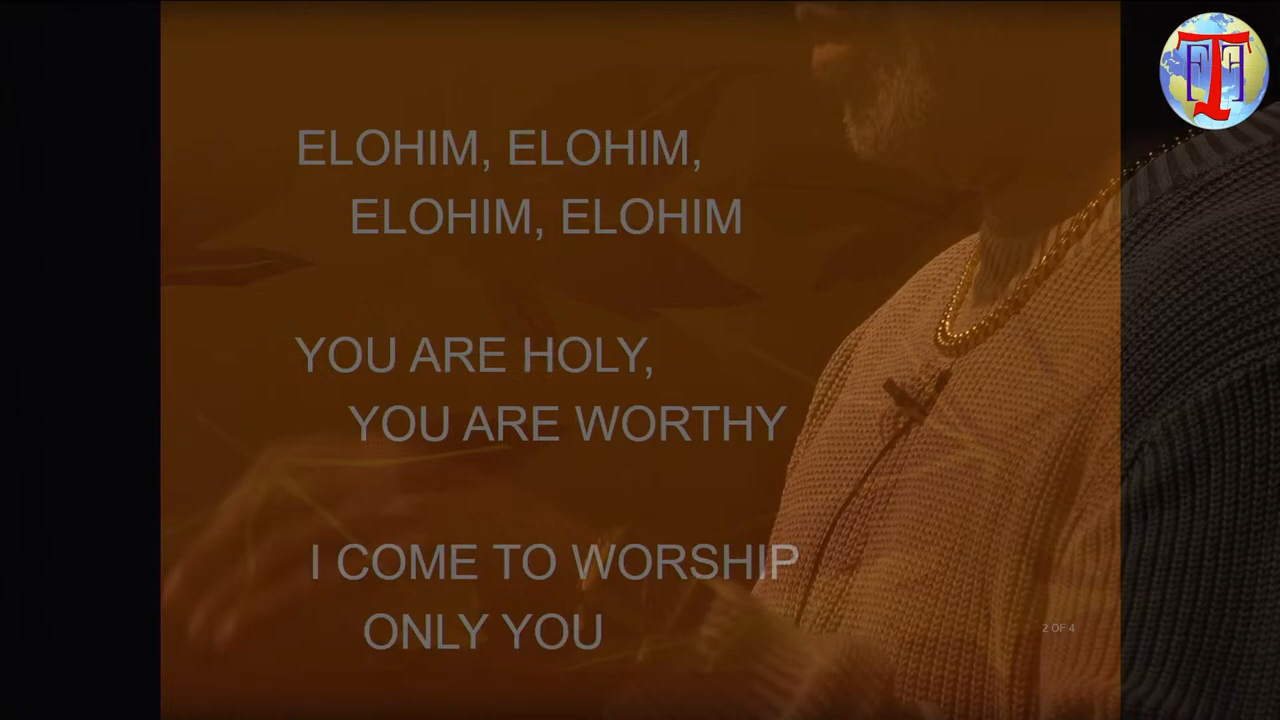 ELOHIM, ELOHIM,
ELOHIM, ELOHIM
YOU ARE HOLY,
YOU ARE WORTHY
I COME TO WORSHIP
ONLY YOU
2 OF 4